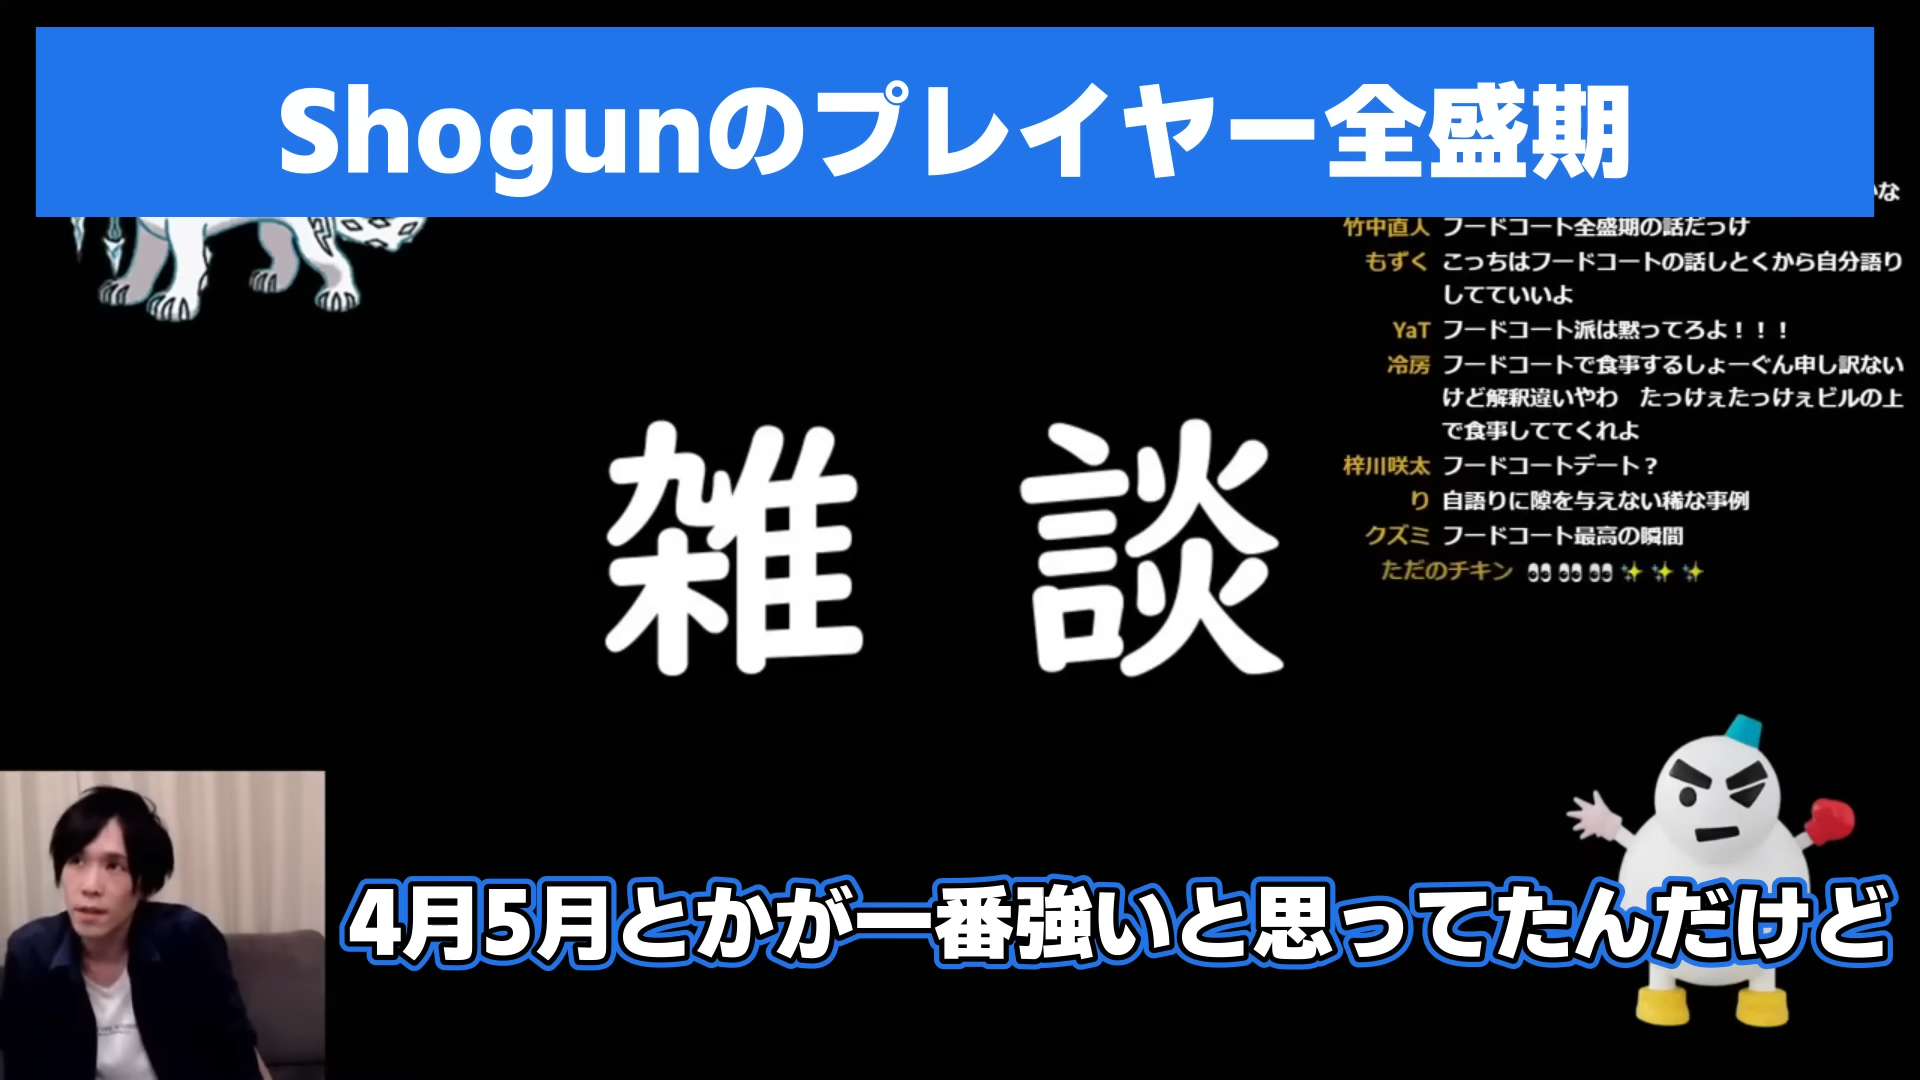 Shogunのプレイヤー全盛期
な
竹中直人 フードコート全盛期の話だっけ
もずく こっちはフードコートの話しとくから自分語り
してていいよ
YaT フードコート派は黙ってろよ！！！
冷房 フードコートで食事するしょーぐん申し訳ない
けど解釈違いやわ　たっけぇたっけぇビルの上
で食事しててくれよ
梓川咲太 フードコートデート？
り 自語りに隙を与えない稀な事例
クズミ フードコート最高の瞬間
ただのチキン 👀👀👀✨✨✨
雑 談
4月5月とかが一番強いと思ってたんだけど